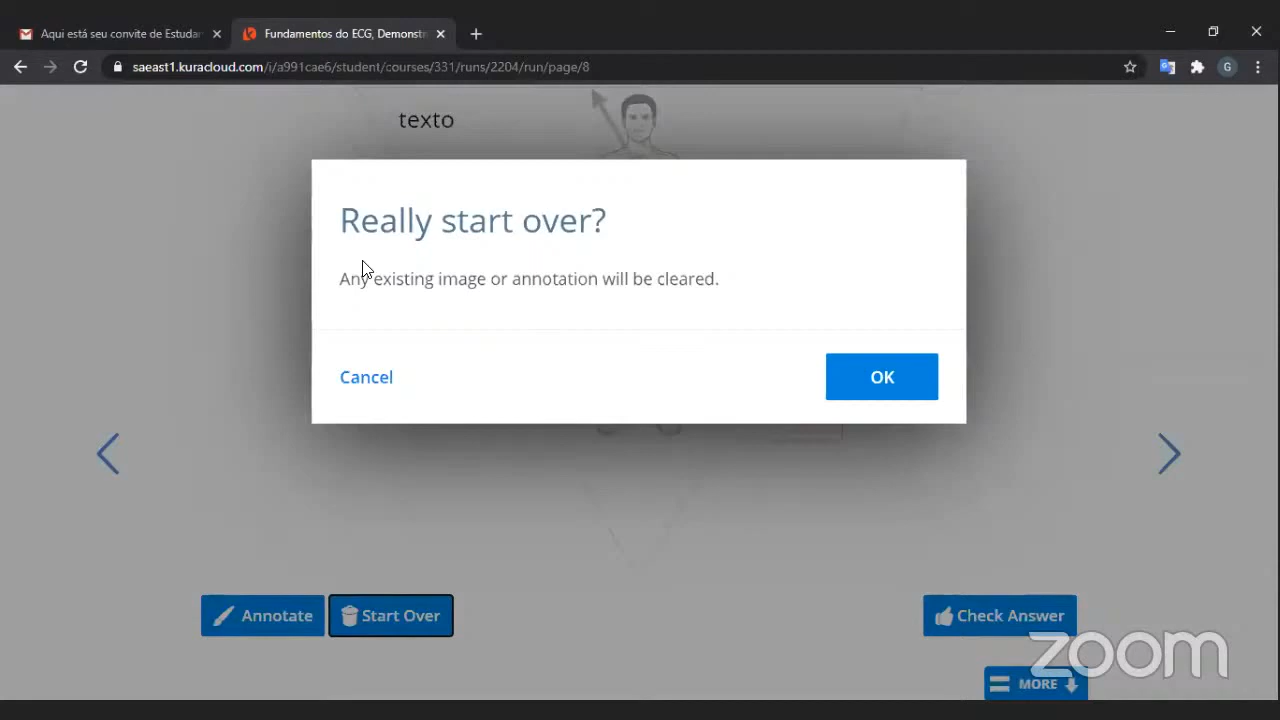 Aqui está seu convite de Estudan
Fundamentos do ECG, Demonstr
saeast1.kuracloud.com/i/a991cae6/student/courses/331/runs/2204/run/page/8
G
texto
Really start over?
Any existing image or annotation will be cleared.
Cancel
OK
Annotate
Start Over
Check Answer
zoom
MORE